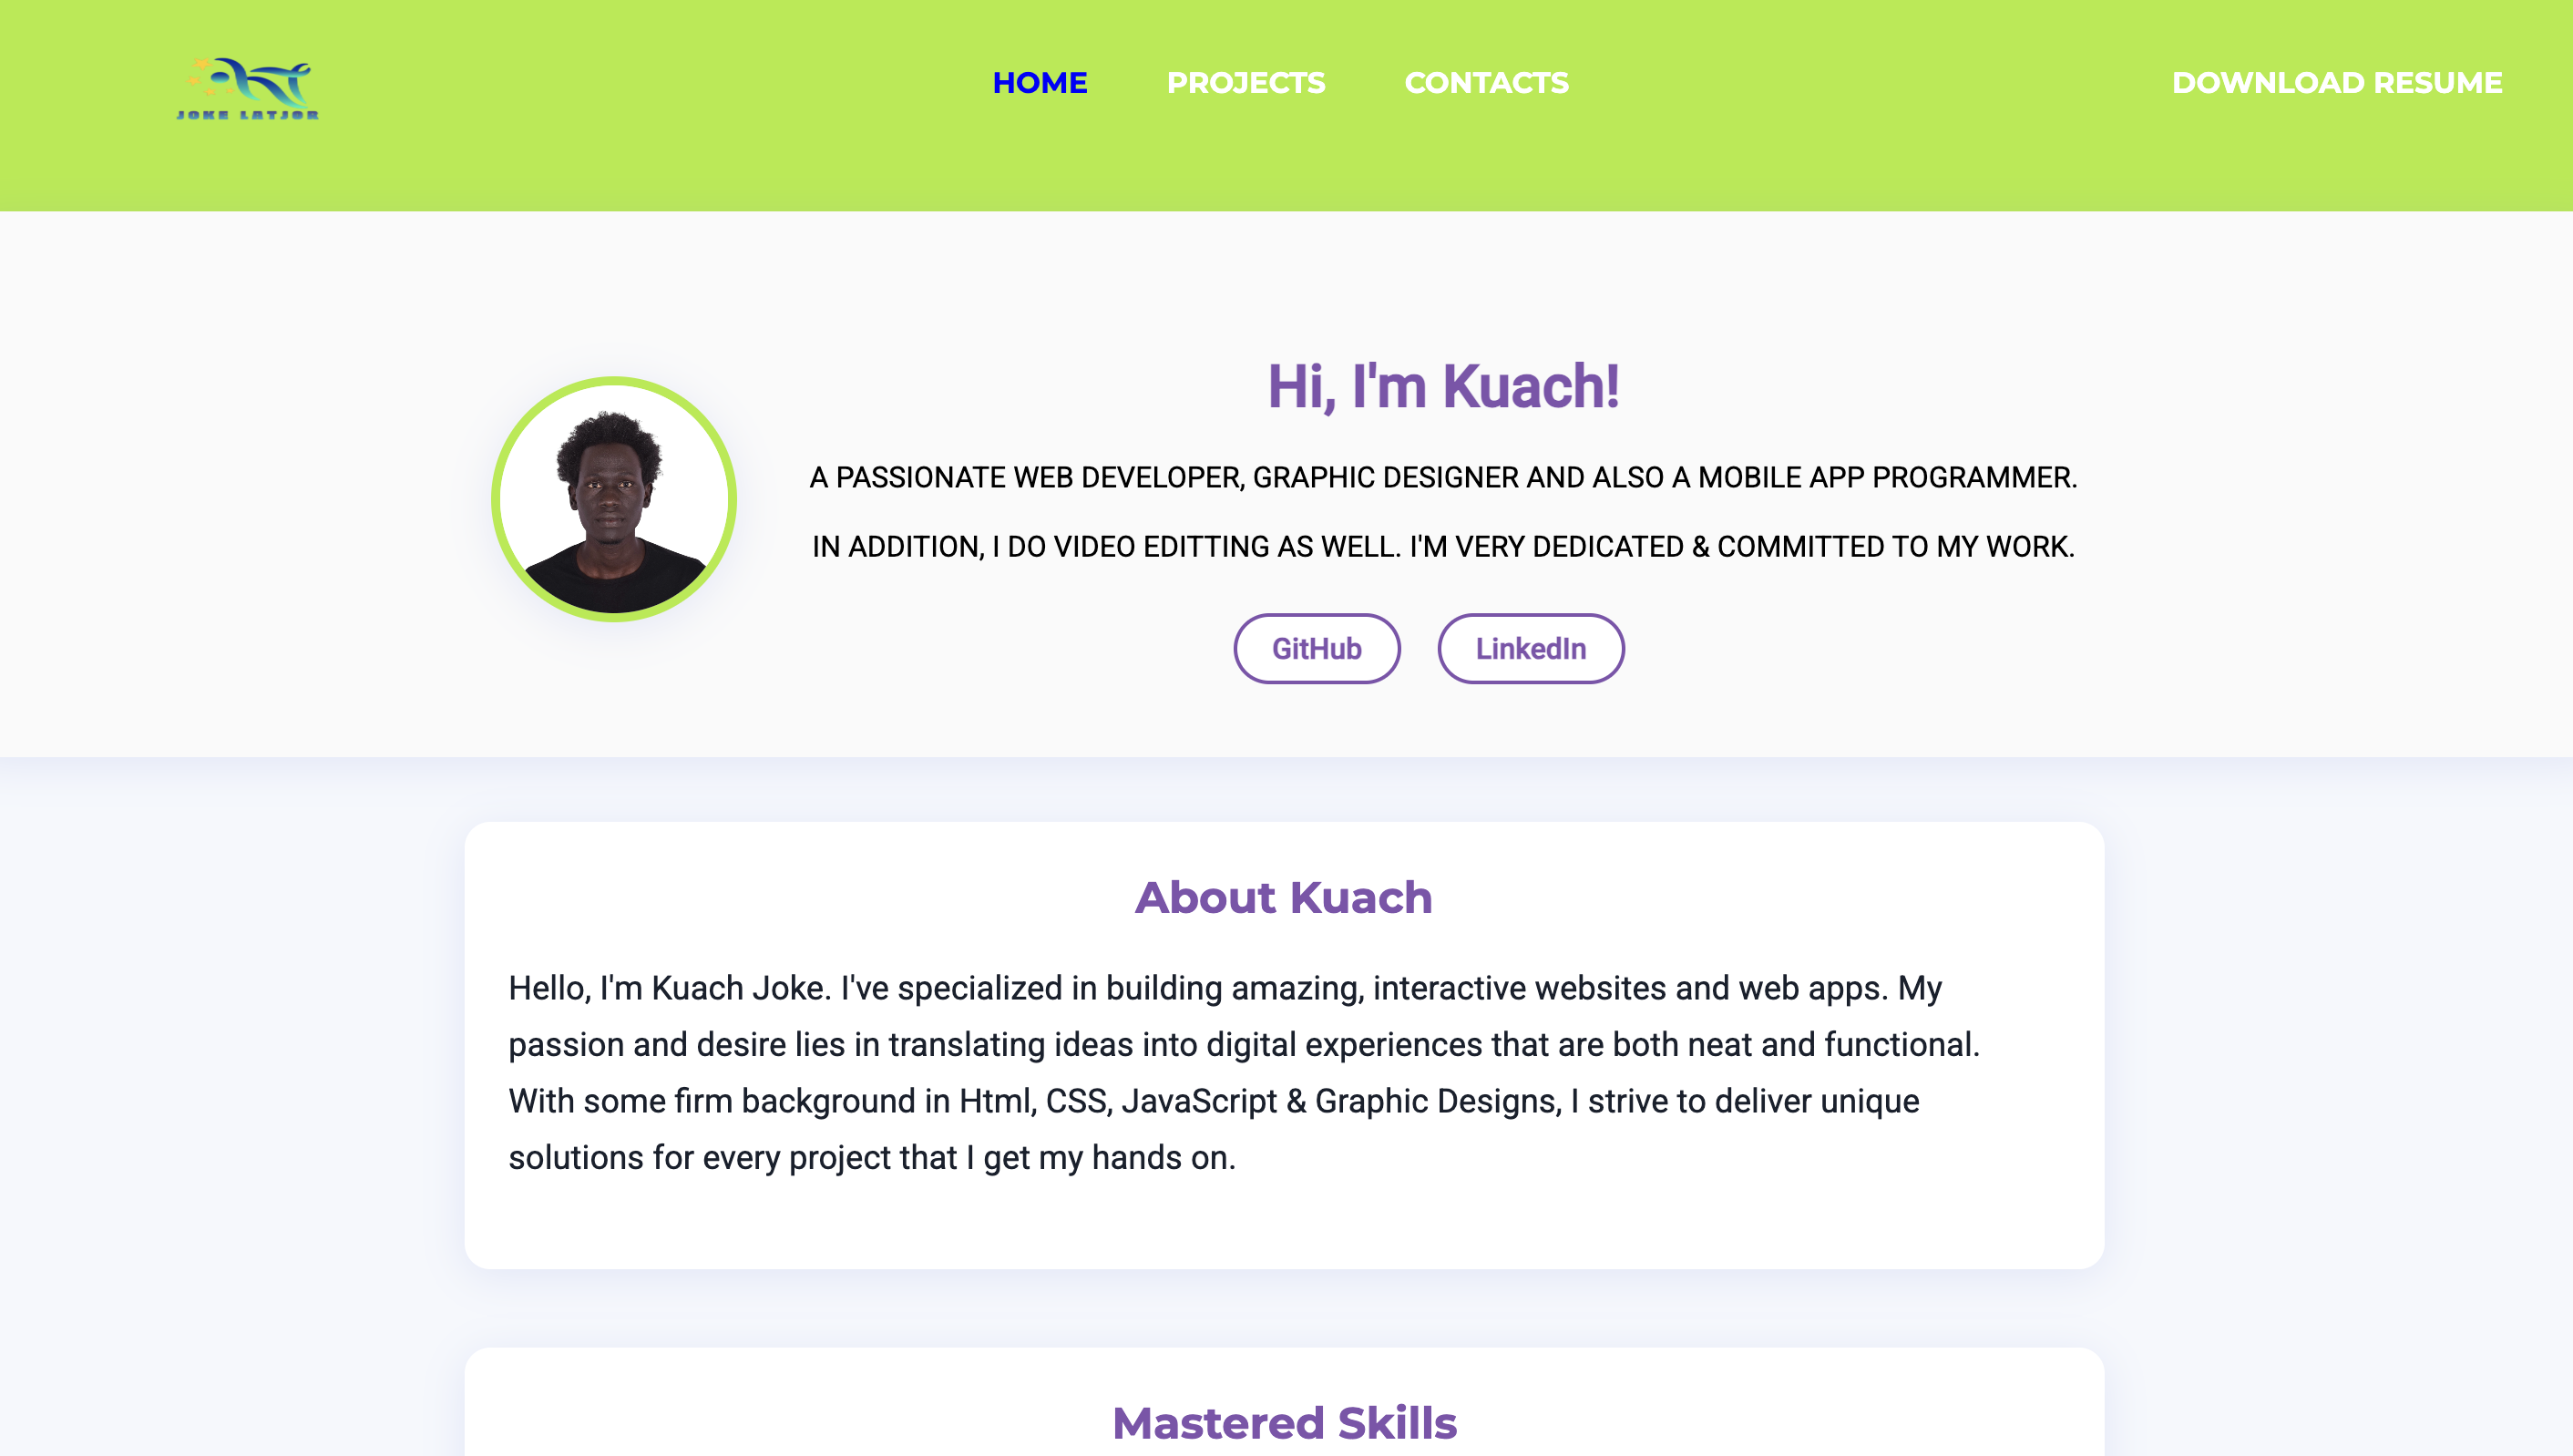 JOKE LATJOR
HOME PROJECTS CONTACTS DOWNLOAD RESUME
Hi, I'm Kuach!
A PASSIONATE WEB DEVELOPER, GRAPHIC DESIGNER AND ALSO A MOBILE APP PROGRAMMER.
IN ADDITION, I DO VIDEO EDITTING AS WELL. I'M VERY DEDICATED & COMMITTED TO MY WORK.
GitHub LinkedIn
About Kuach
Hello, I'm Kuach Joke. I've specialized in building amazing, interactive websites and web apps. My
passion and desire lies in translating ideas into digital experiences that are both neat and functional.
With some firm background in Html, CSS, JavaScript & Graphic Designs, I strive to deliver unique
solutions for every project that I get my hands on.
Mastered Skills